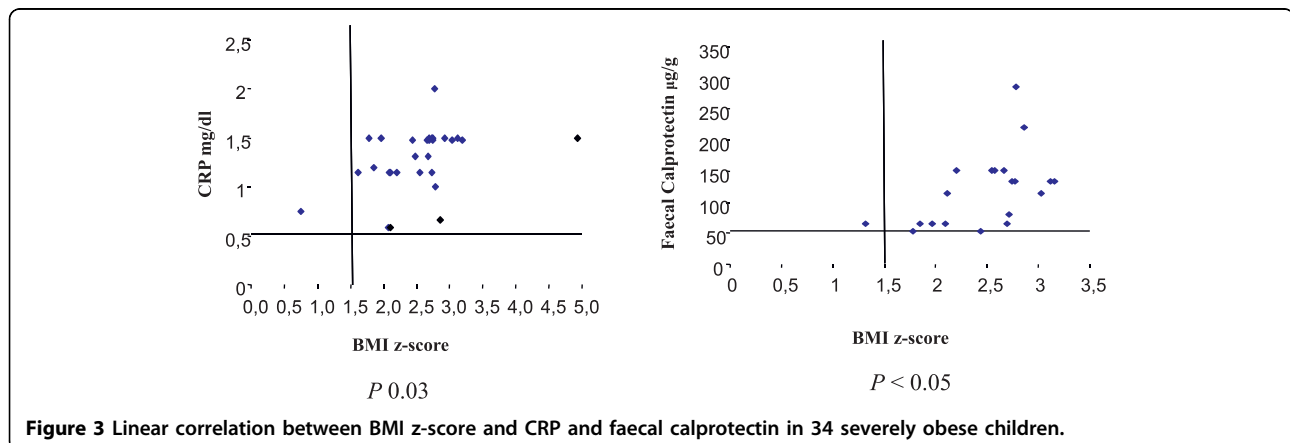 2,5
2
1,5
1
0,5
0
CRP mg/dl
0,0 0,5 1,0 1,5 2,0 2,5 3,0 3,5 4,0 4,5 5,0
BMI z-score
P 0.03
350
300
250
200
150
100
50
0
Faecal Calprotectin µg/g
0 0,5 1 1,5 2 2,5 3 3,5
BMI z-score
P < 0.05
Figure 3 Linear correlation between BMI z-score and CRP and faecal calprotectin in 34 severely obese children.